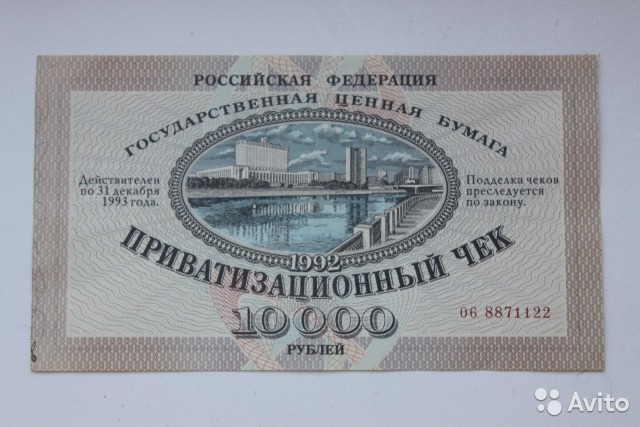 РОССИЙСКАЯ ФЕДЕРАЦИЯ
ГОСУДАРСТВЕННАЯ ЦЕННАЯ БУМАГА
Действителен
по 31 декабря
1993 года.
Подделка чеков
преследуется
по закону.
1992
ПРИВАТИЗАЦИОННЫЙ ЧЕК
10000
РУБЛЕЙ
06 8871122
Avito